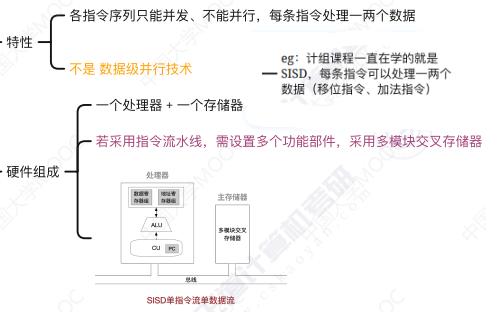 各指令序列只能并发、不能并行，每条指令处理一两个数据
特性
不是 数据级并行技术
eg：计组课程一直在学的就是
SISD，每条指令可以处理一两个
数据（移位指令、加法指令）
一个处理器 + 一个存储器
若采用指令流水线，需设置多个功能部件，采用多模块交叉存储器
硬件组成
处理器
数据寄
存器组
地址寄
存器组
ALU
CU
PC
主存储器
多模块交叉
存储器
总线
SISD单指令流单数据流